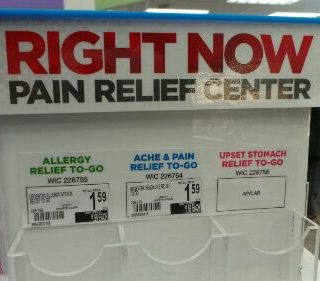 RIGHT NOW
PAIN RELIEF CENTER
ALLERGY
RELIEF TO-GO
WIC 226755
1 59
ACHE & PAIN
RELIEF TO-GO
WIC 226754
1 59
UPSET STOMACH
RELIEF TO-GO
WIC 226756
MYLAR